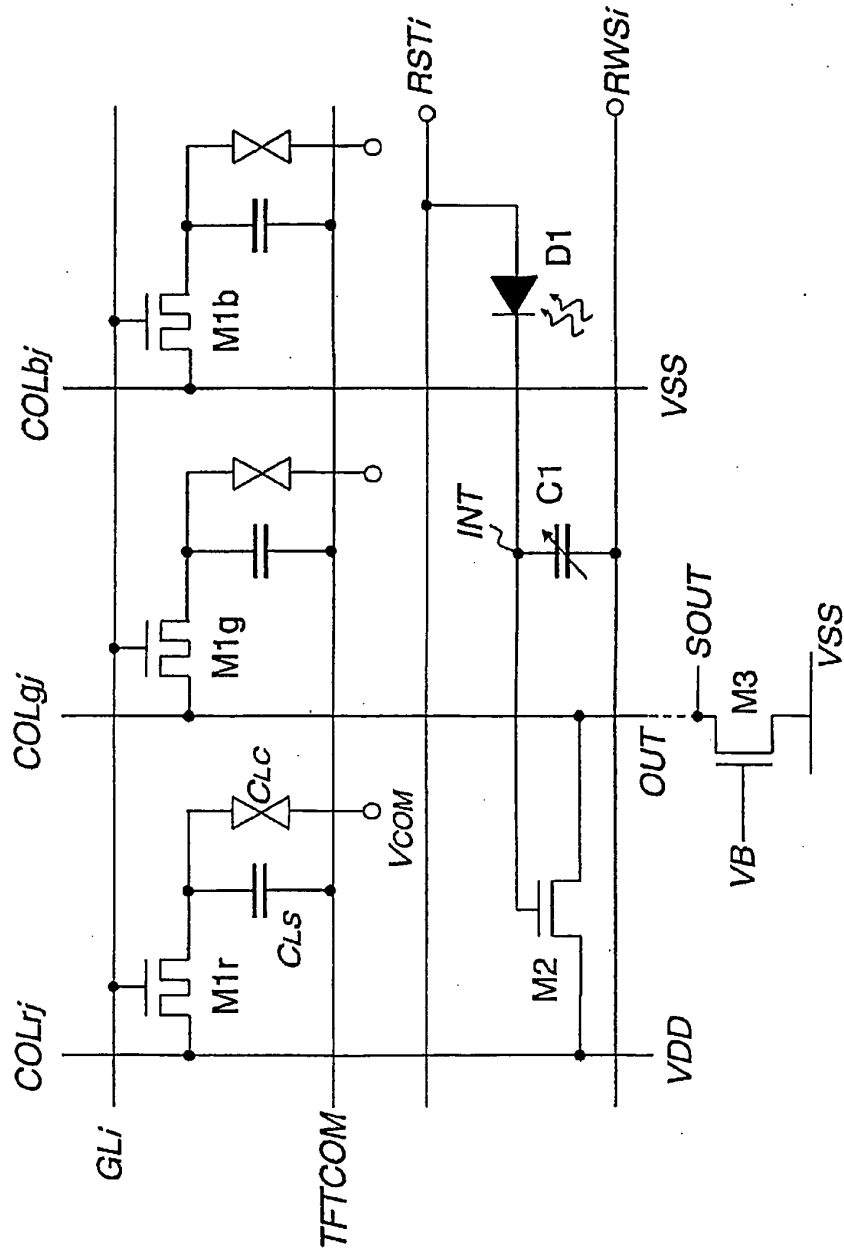 COLrj
COLgj
COLbj
GLi
M1r
M1g
M1b
CLS
CLC
TFTCOM
VCOM
RSTi
D1
INT
C1
M2
RWSi
VDD
OUT
SOUT
VSS
VB
M3
VSS